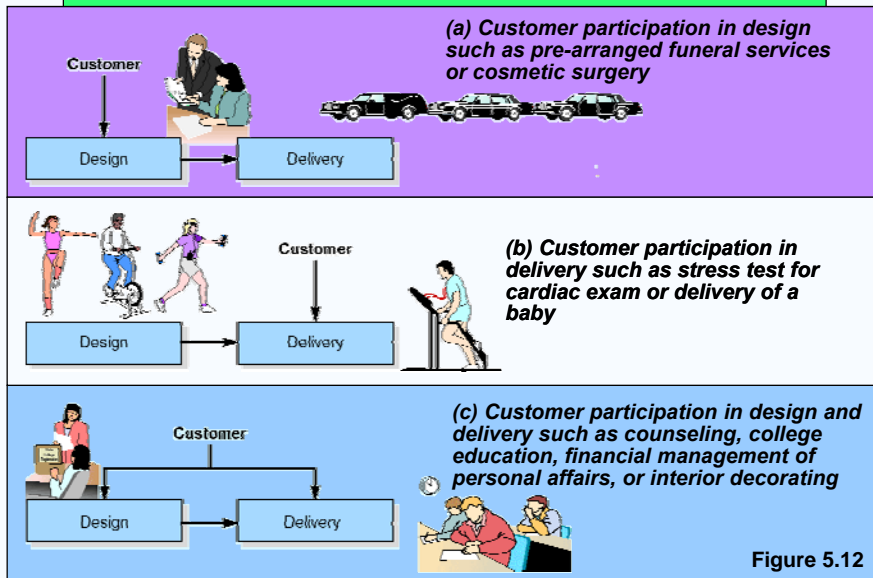 (a) Customer participation in design
such as pre-arranged funeral services
or cosmetic surgery
Customer
Design
Delivery
(b) Customer participation in
delivery such as stress test for
cardiac exam or delivery of a
baby
Customer
Design
Delivery
(c) Customer participation in design and
delivery such as counseling, college
education, financial management of
personal affairs, or interior decorating
Customer
Design
Delivery
Figure 5.12